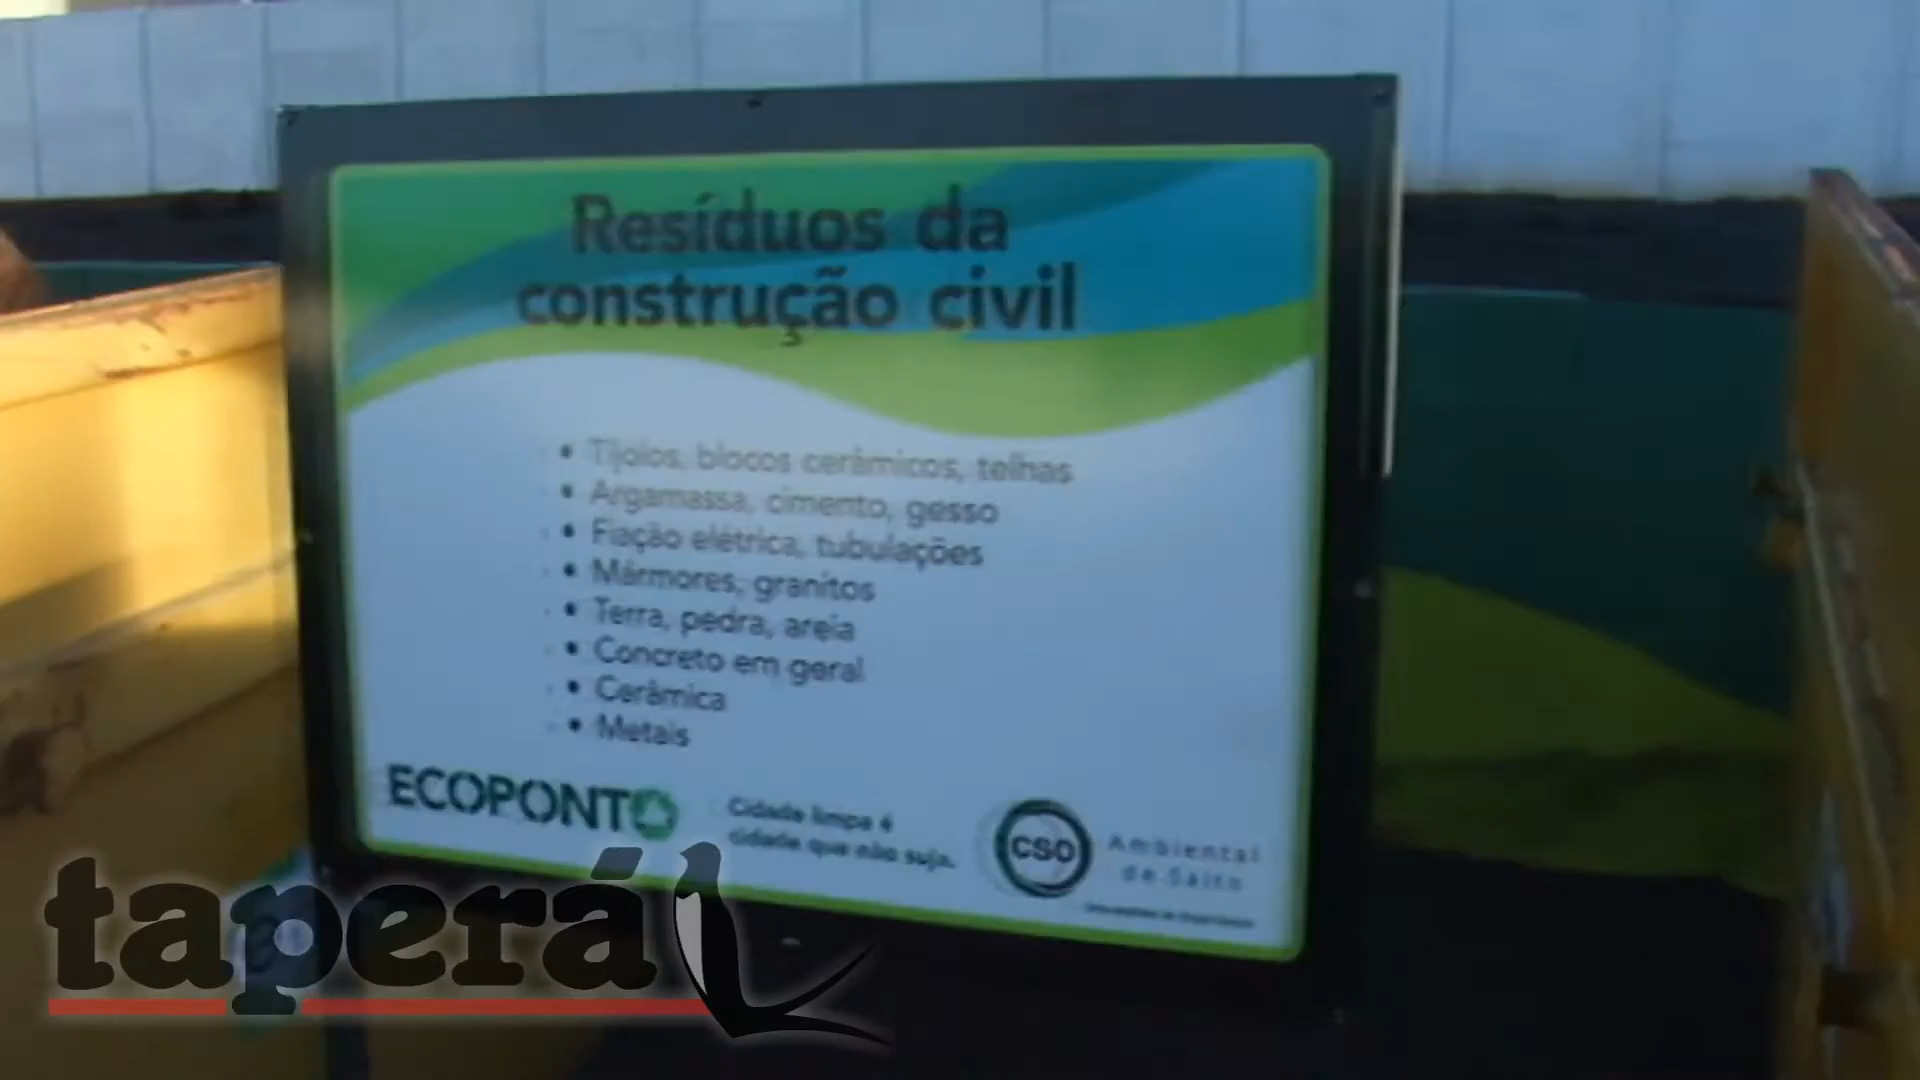 Resíduos da
construção civil
• Tijolos, blocos cerâmicos, telhas
• Argamassa, cimento, gesso
• Fiação elétrica, tubulações
• Mármores, granitos
• Terra, pedra, areia
• Concreto em geral
• Cerâmica
• Metais
ECOPONTO
Cidade limpa é
cidade que não suja.
CSO
Ambiental
de Salto
taperá